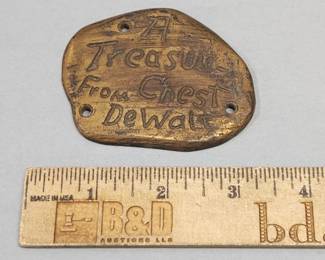 A
Treasure
From Chest
DeWalt
MADE IN USA 1 2 3 4
B&D
AUCTIONS LLC
bd